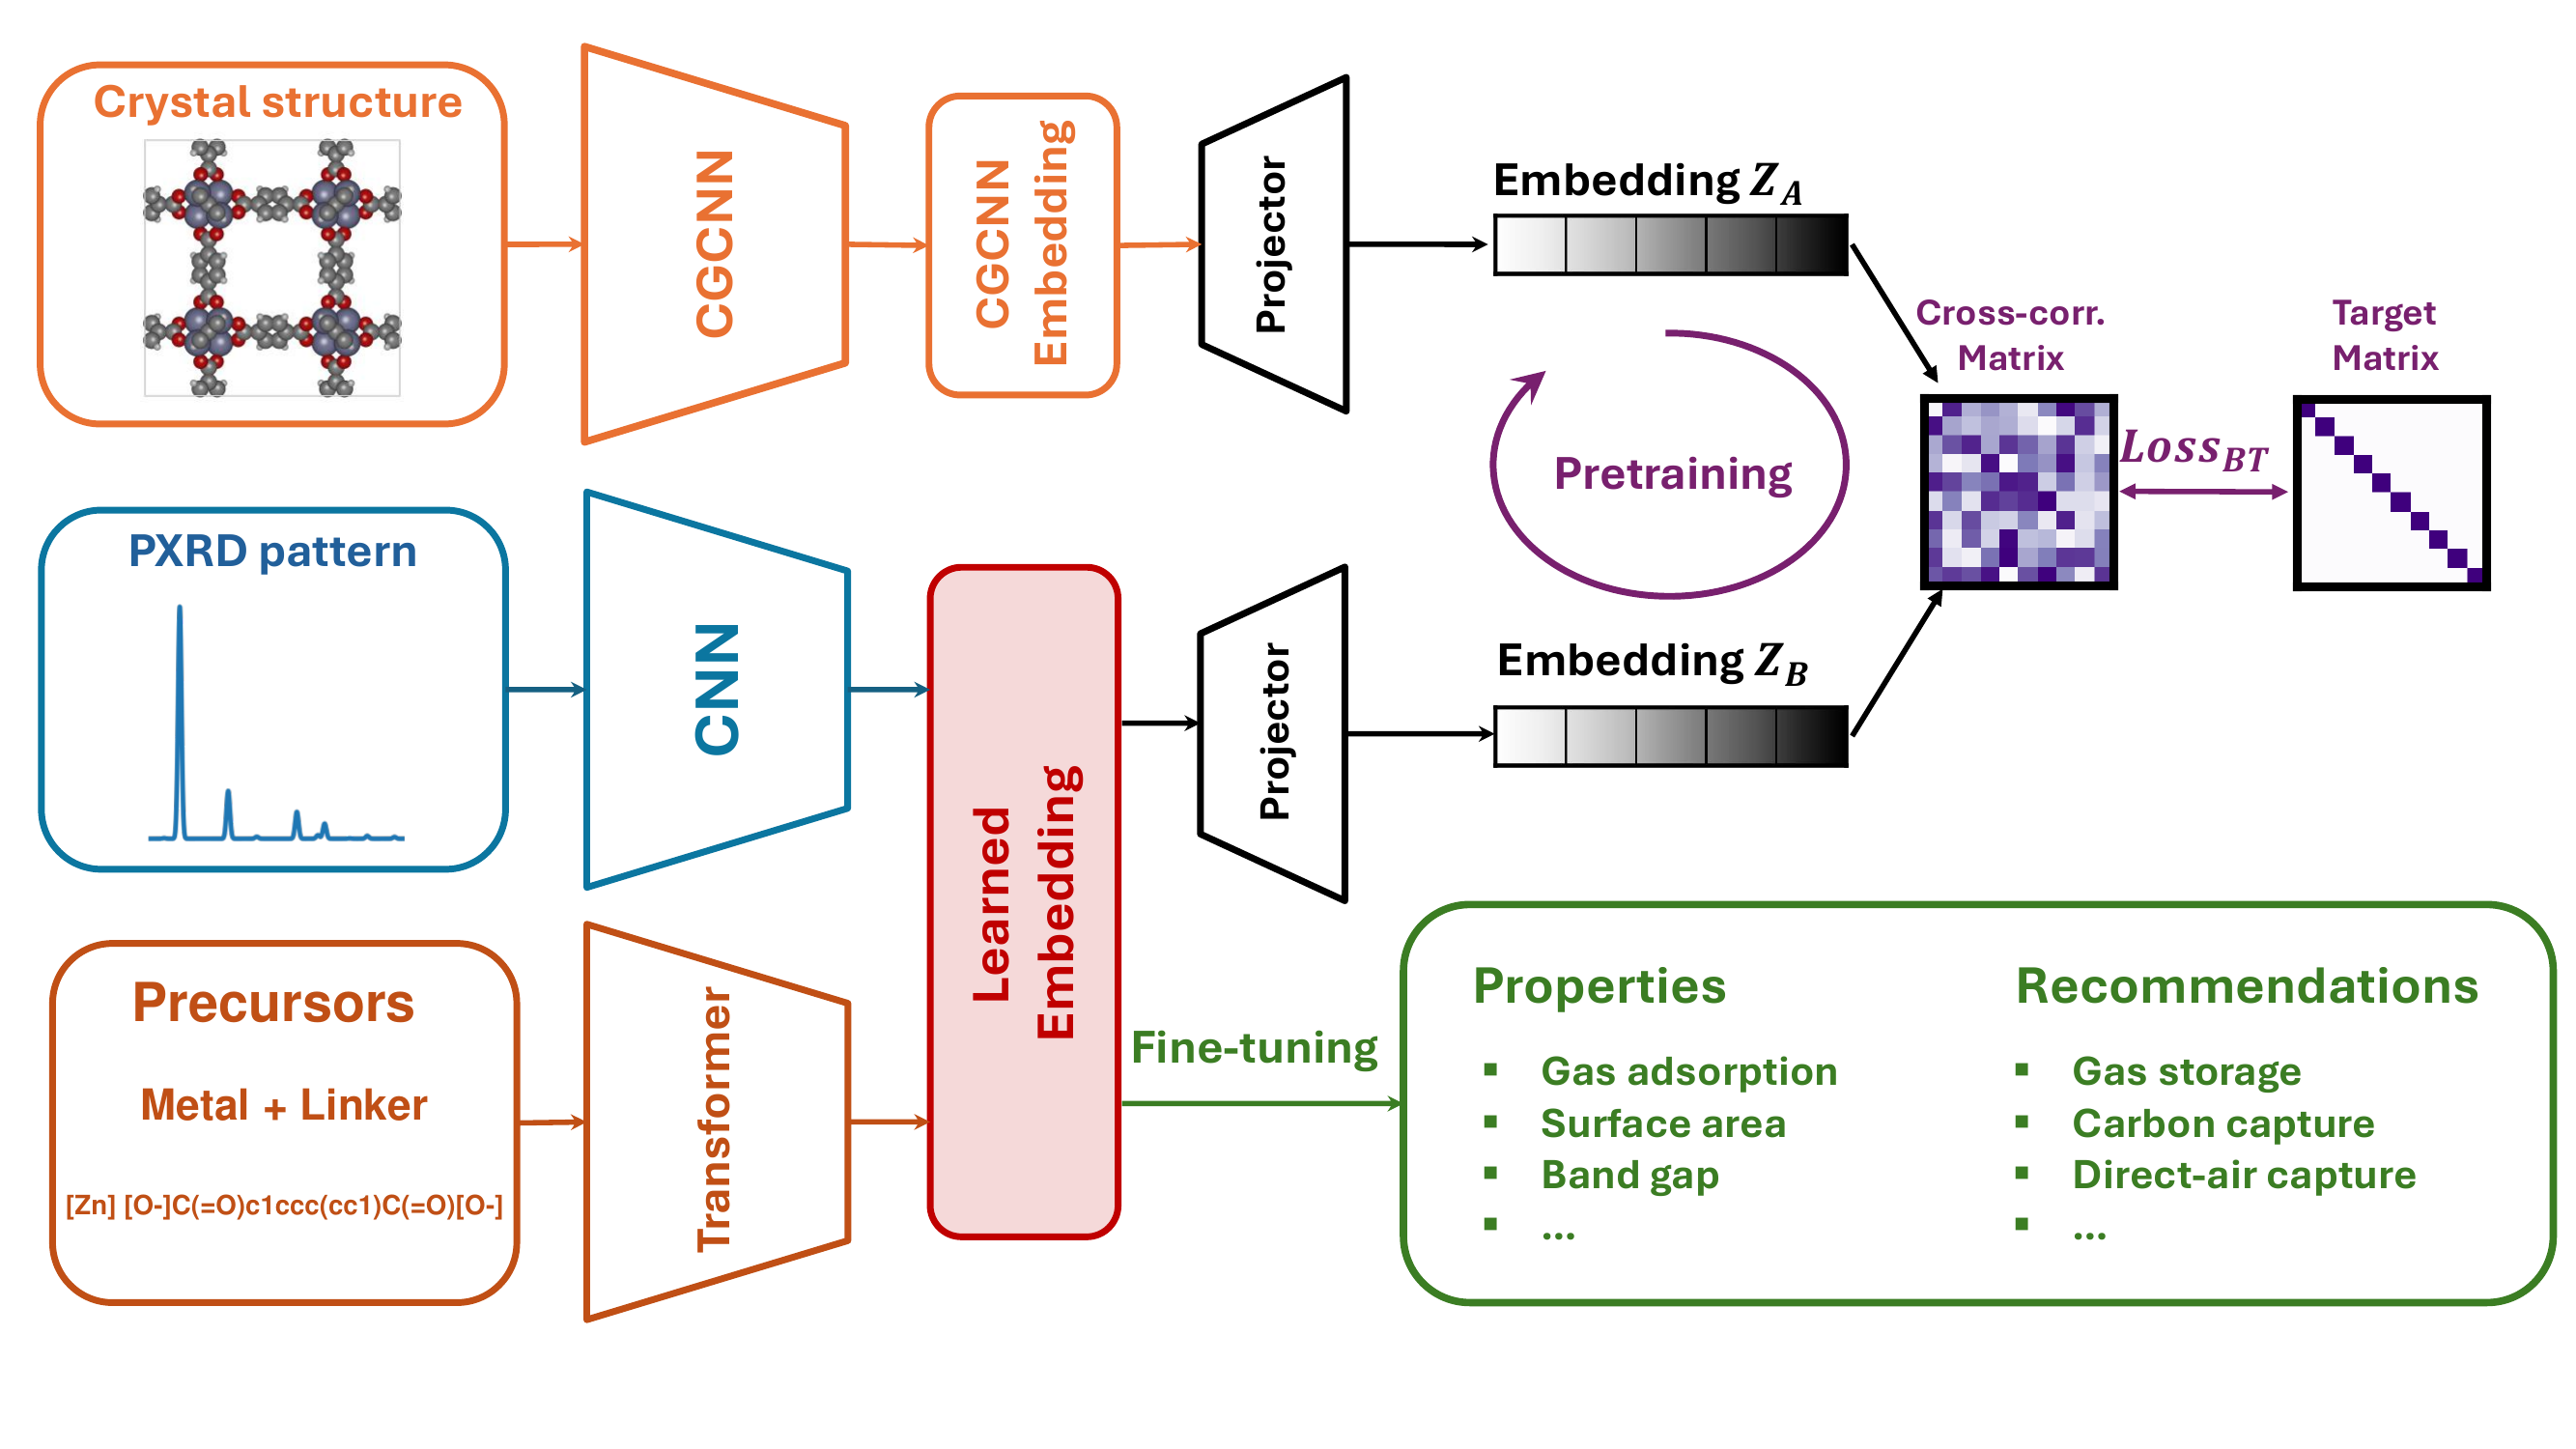 Crystal structure
CGCNN
CGCNN
Embedding
Projector
Embedding Z_A
Cross-corr.
Matrix
Target
Matrix
Loss_BT
Pretraining
PXRD pattern
CNN
Learned
Embedding
Projector
Embedding Z_B
Precursors
Metal + Linker
[Zn] [O-]C(=O)c1ccc(cc1)C(=O)[O-]
Transformer
Fine-tuning
Properties
▪ Gas adsorption
▪ Surface area
▪ Band gap
▪ ...
Recommendations
▪ Gas storage
▪ Carbon capture
▪ Direct-air capture
▪ ...